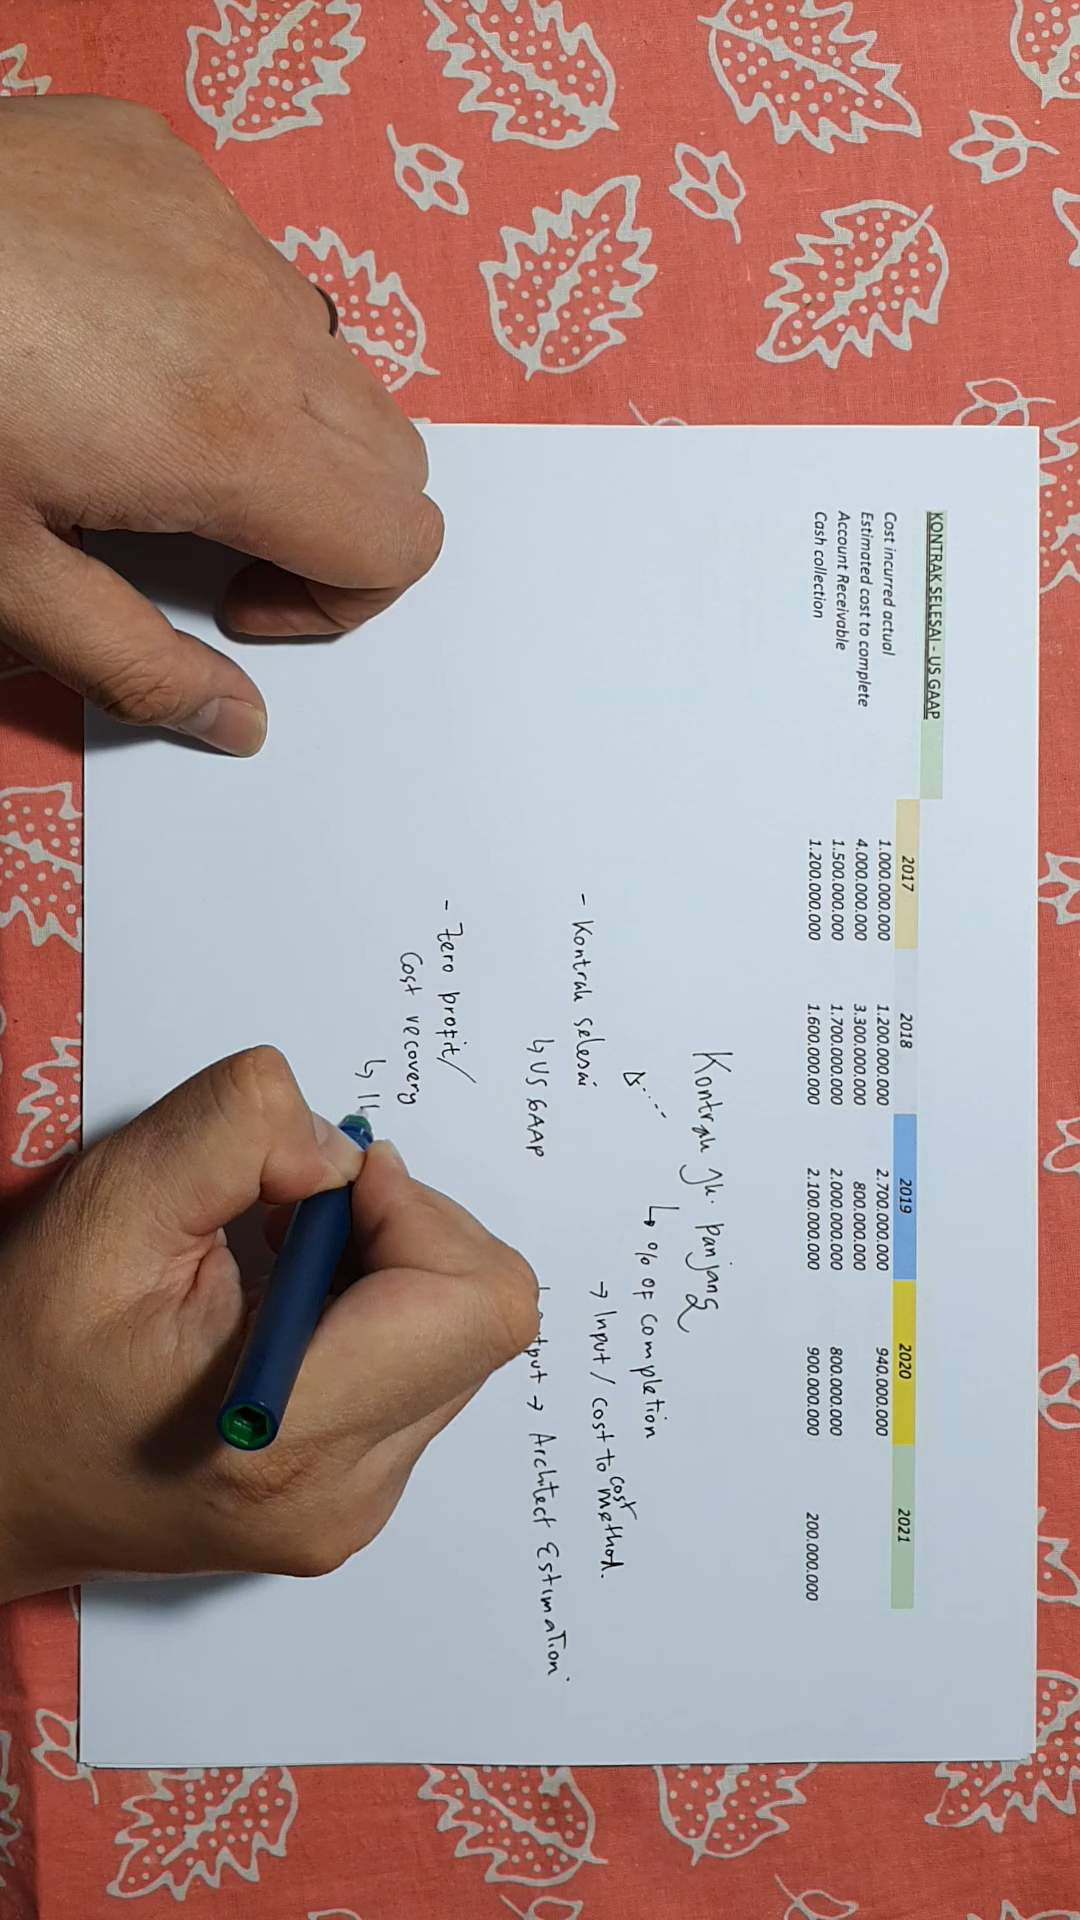 KONTRAK SELESAI - US GAAP
2017 2018 2019 2020 2021
Cost incurred actual 1.000.000.000 1.200.000.000 2.700.000.000 940.000.000
Estimated cost to complete 4.000.000.000 3.300.000.000 800.000.000
Account Receivable 1.500.000.000 1.700.000.000 2.000.000.000 800.000.000
Cash collection 1.200.000.000 1.600.000.000 2.100.000.000 900.000.000 200.000.000
Kontrak Jk. panjang
↳ % OF completion
- Kontrak selesai
→ Input / cost to cost method.
↳ US GAAP
→ Architect Estimation
- Zero profit/
Cost recovery
↳